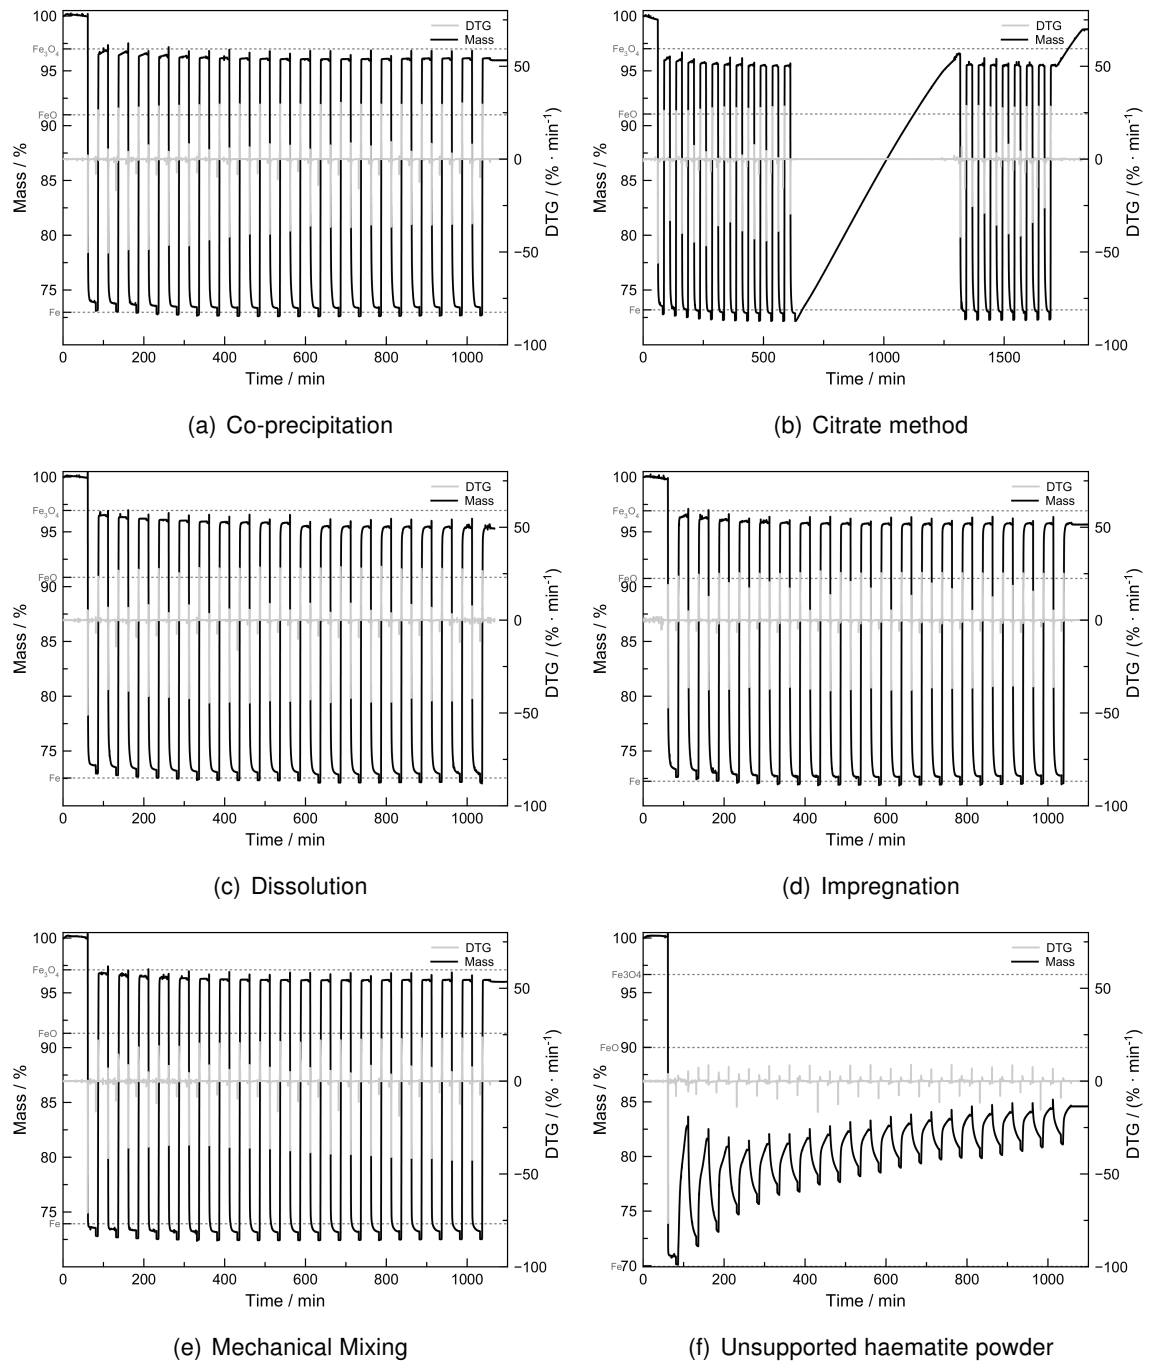 100
95
90
85
80
75
Mass / %
Fe3O4
FeO
Fe
DTG
Mass
50
0
−50
−100
DTG / (% · min-1)
0 200 400 600 800 1000
Time / min
(a) Co-precipitation
100
95
90
85
80
75
Mass / %
Fe3O4
FeO
Fe
DTG
Mass
50
0
−50
−100
DTG / (% · min-1)
0 500 1000 1500
Time / min
(b) Citrate method
100
95
90
85
80
75
Mass / %
Fe3O4
FeO
Fe
DTG
Mass
50
0
−50
−100
DTG / (% · min-1)
0 200 400 600 800 1000
Time / min
(c) Dissolution
100
95
90
85
80
75
Mass / %
Fe3O4
FeO
Fe
DTG
Mass
50
0
−50
−100
DTG / (% · min-1)
0 200 400 600 800 1000
Time / min
(d) Impregnation
100
95
90
85
80
75
Mass / %
Fe3O4
FeO
Fe
DTG
Mass
50
0
−50
−100
DTG / (% · min-1)
0 200 400 600 800 1000
Time / min
(e) Mechanical Mixing
100
95
90
85
80
75
70
Mass / %
Fe3O4
FeO
Fe
DTG
Mass
50
0
−50
−100
DTG / (% · min-1)
0 200 400 600 800 1000
Time / min
(f) Unsupported haematite powder